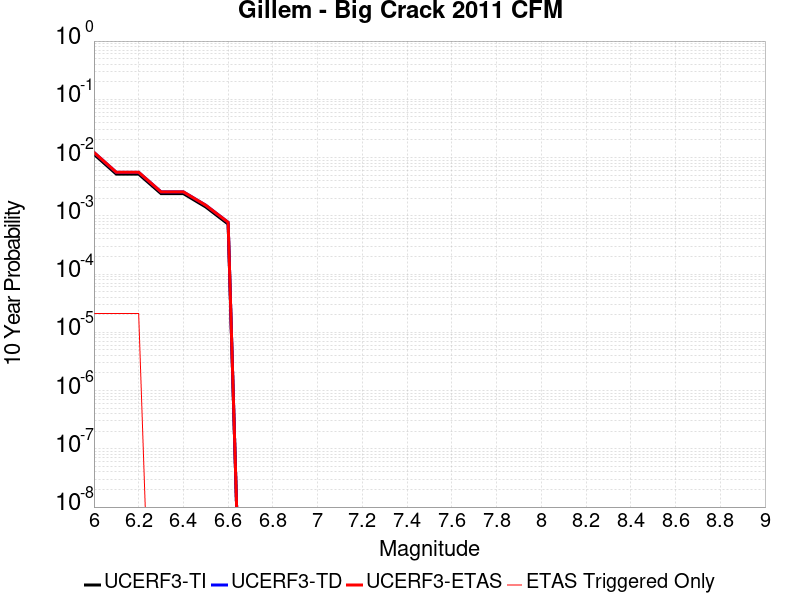 Gillem - Big Crack 2011 CFM
10 0
10 -1
10 -2
10 -3
10 -4
10 -5
10 -6
10 -7
10 -8
10 Year Probability
6 6.2 6.4 6.6 6.8 7 7.2 7.4 7.6 7.8 8 8.2 8.4 8.6 8.8 9
Magnitude
UCERF3-TI UCERF3-TD UCERF3-ETAS ETAS Triggered Only